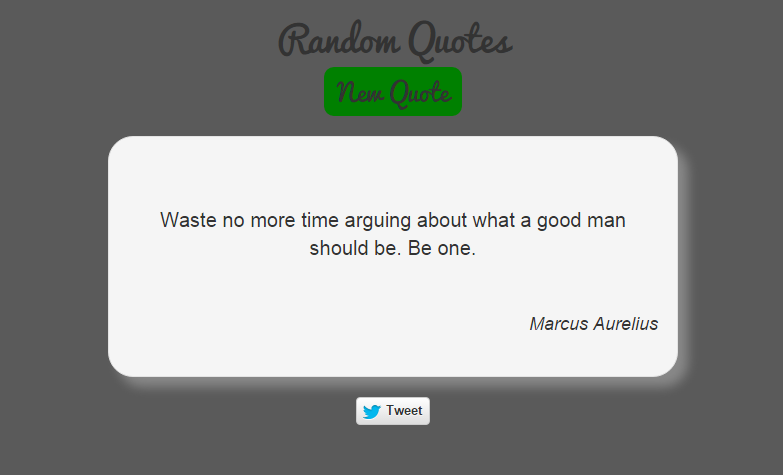 Random Quotes
New Quote
Waste no more time arguing about what a good man
should be. Be one.
Marcus Aurelius
Tweet